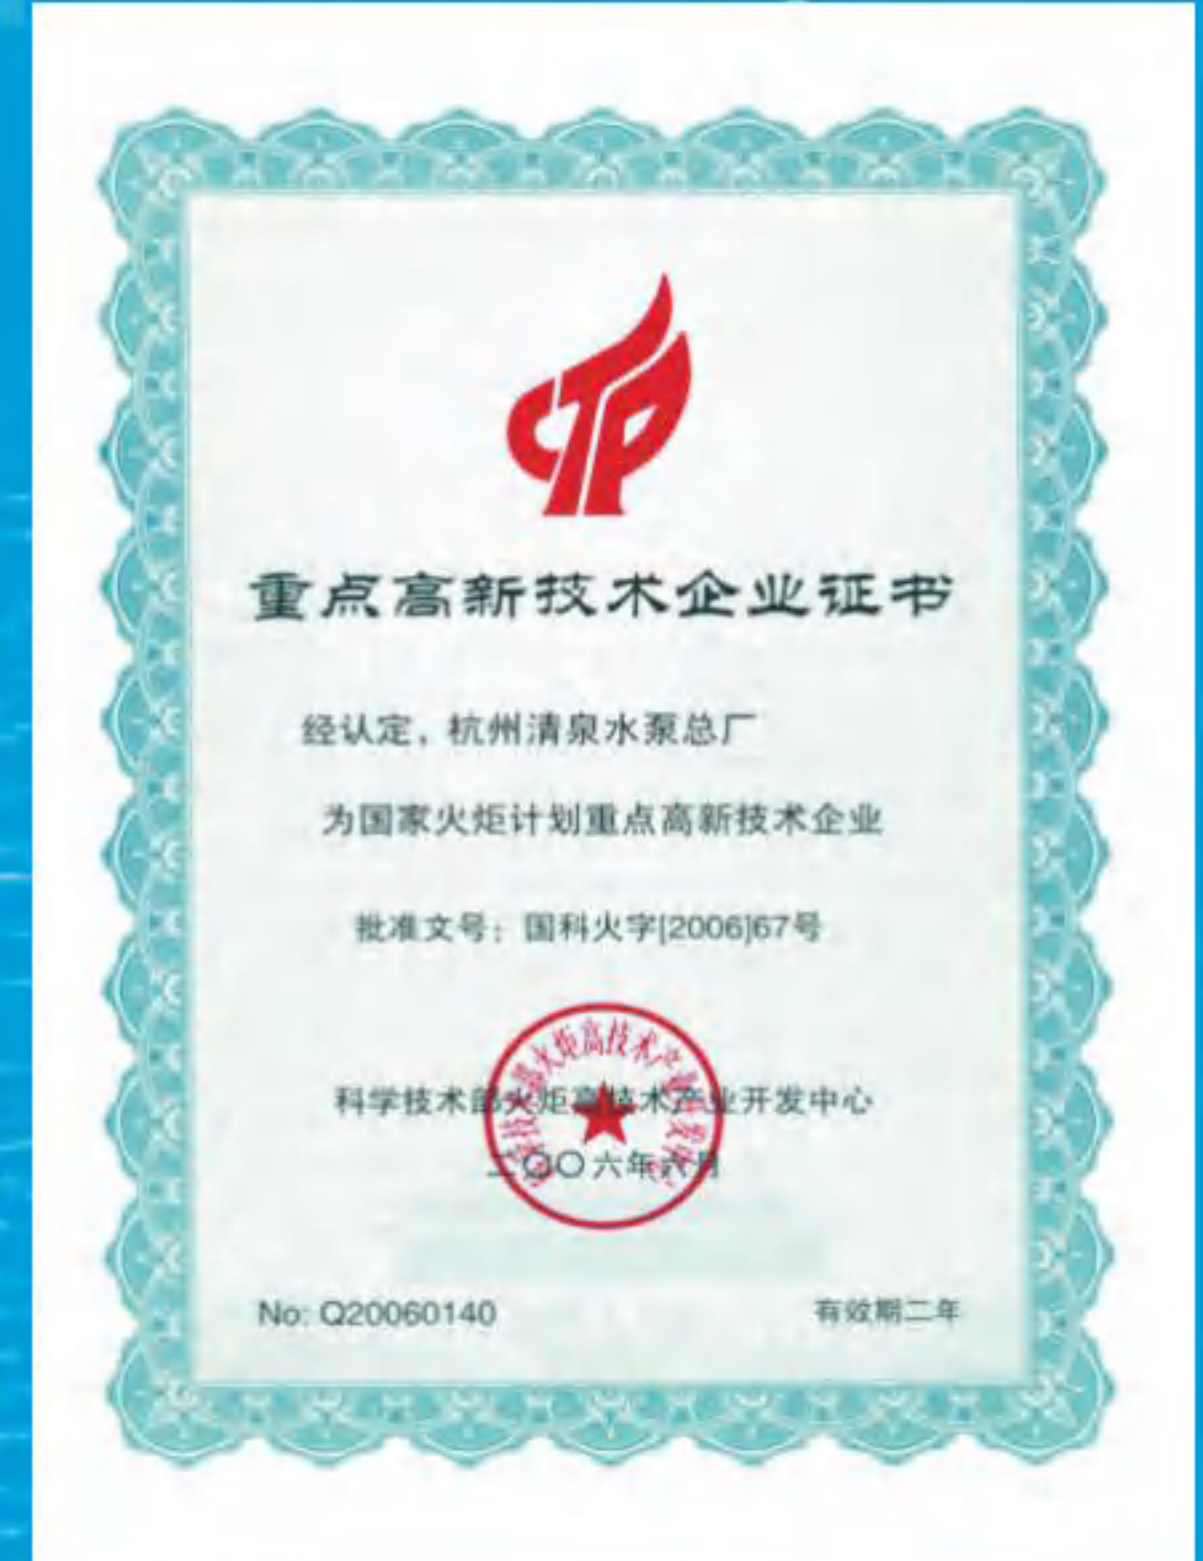 CTP
重点高新技术企业证书
经认定，杭州清泉水泵总厂
为国家火炬计划重点高新技术企业
批准文号：国科火字[2006]67号
科学技术部火炬高技术产业开发中心
二〇〇六年六月
No: Q20060140
有效期二年